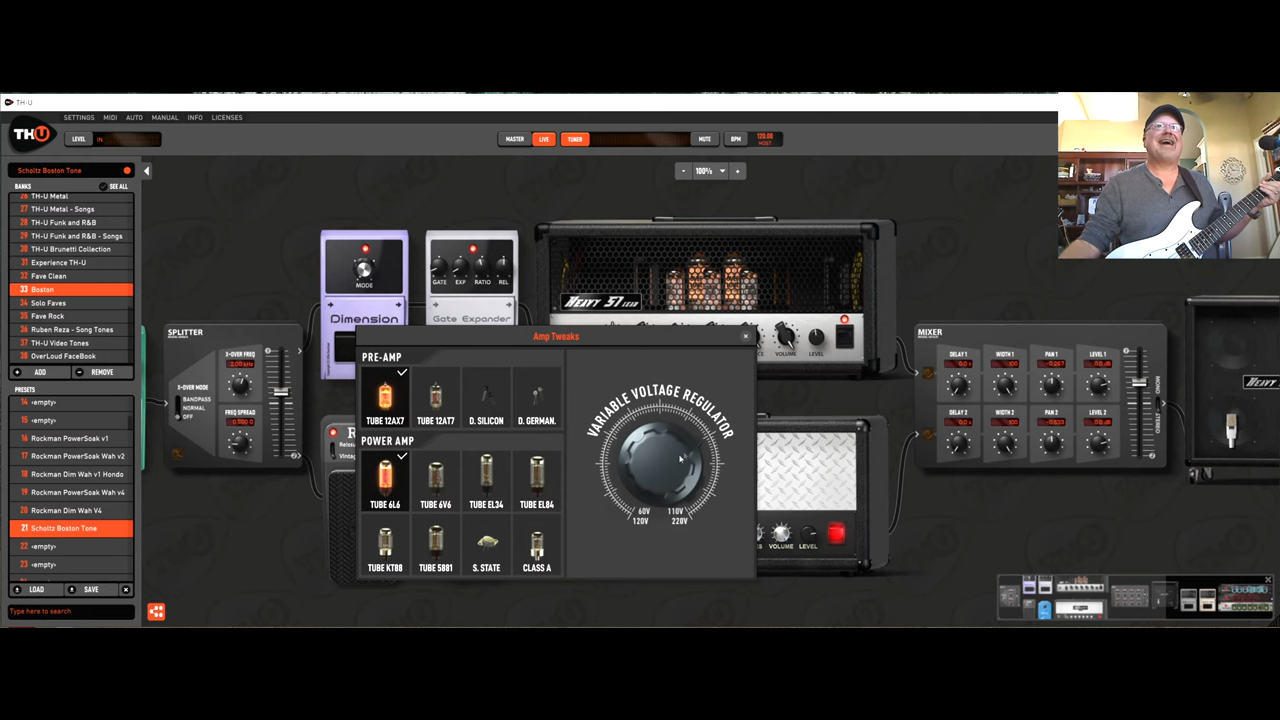 TH-U
SETTINGS MIDI AUTO MANUAL INFO LICENSES
THU
LEVEL IN
MASTER LIVE TUNER MUTE BPM 120.00 HOST
Scholtz Boston Tone
BANKS SEE ALL
26 TH-U Metal
27 TH-U Metal - Songs
28 TH-U Funk and R&B
29 TH-U Funk and R&B - Songs
30 TH-U Brunetti Collection
31 Experience TH-U
32 Fave Clean
33 Boston
34 Solo Faves
35 Fave Rock
36 Ruben Reza - Song Tones
37 TH-U Video Tones
38 OverLoud FaceBook
+ ADD - REMOVE
PRESETS
14 <empty>
15 <empty>
16 Rockman PowerSoak v1
17 Rockman PowerSoak Wah v2
18 Rockman Dim Wah v1 Hondo
19 Rockman PowerSoak Wah v4
20 Rockman Dim Wah V4
21 Scholtz Boston Tone
22 <empty>
23 <empty>
LOAD SAVE
Type here to search
- 100% +
SPLITTER
X-OVER FREQ
X-OVER MODE
BANDPASS
NORMAL
OFF
FREQ SPREAD
MODE
Dimension
GATE EXP RATIO REL
Gate Expander
HEAVY 51
VOLUME LEVEL
Amp Tweaks
PRE-AMP
TUBE 12AX7 TUBE 12AT7 D. SILICON D. GERMAN.
POWER AMP
TUBE 6L6 TUBE 6V6 TUBE EL34 TUBE EL84
TUBE KT88 TUBE 5881 S. STATE CLASS A
VARIABLE VOLTAGE REGULATOR
60V 110V
120V 220V
VOLUME LEVEL
MIXER
DELAY 1 WIDTH 1 PAN 1 LEVEL 1
DELAY 2 WIDTH 2 PAN 2 LEVEL 2
MONO
STEREO